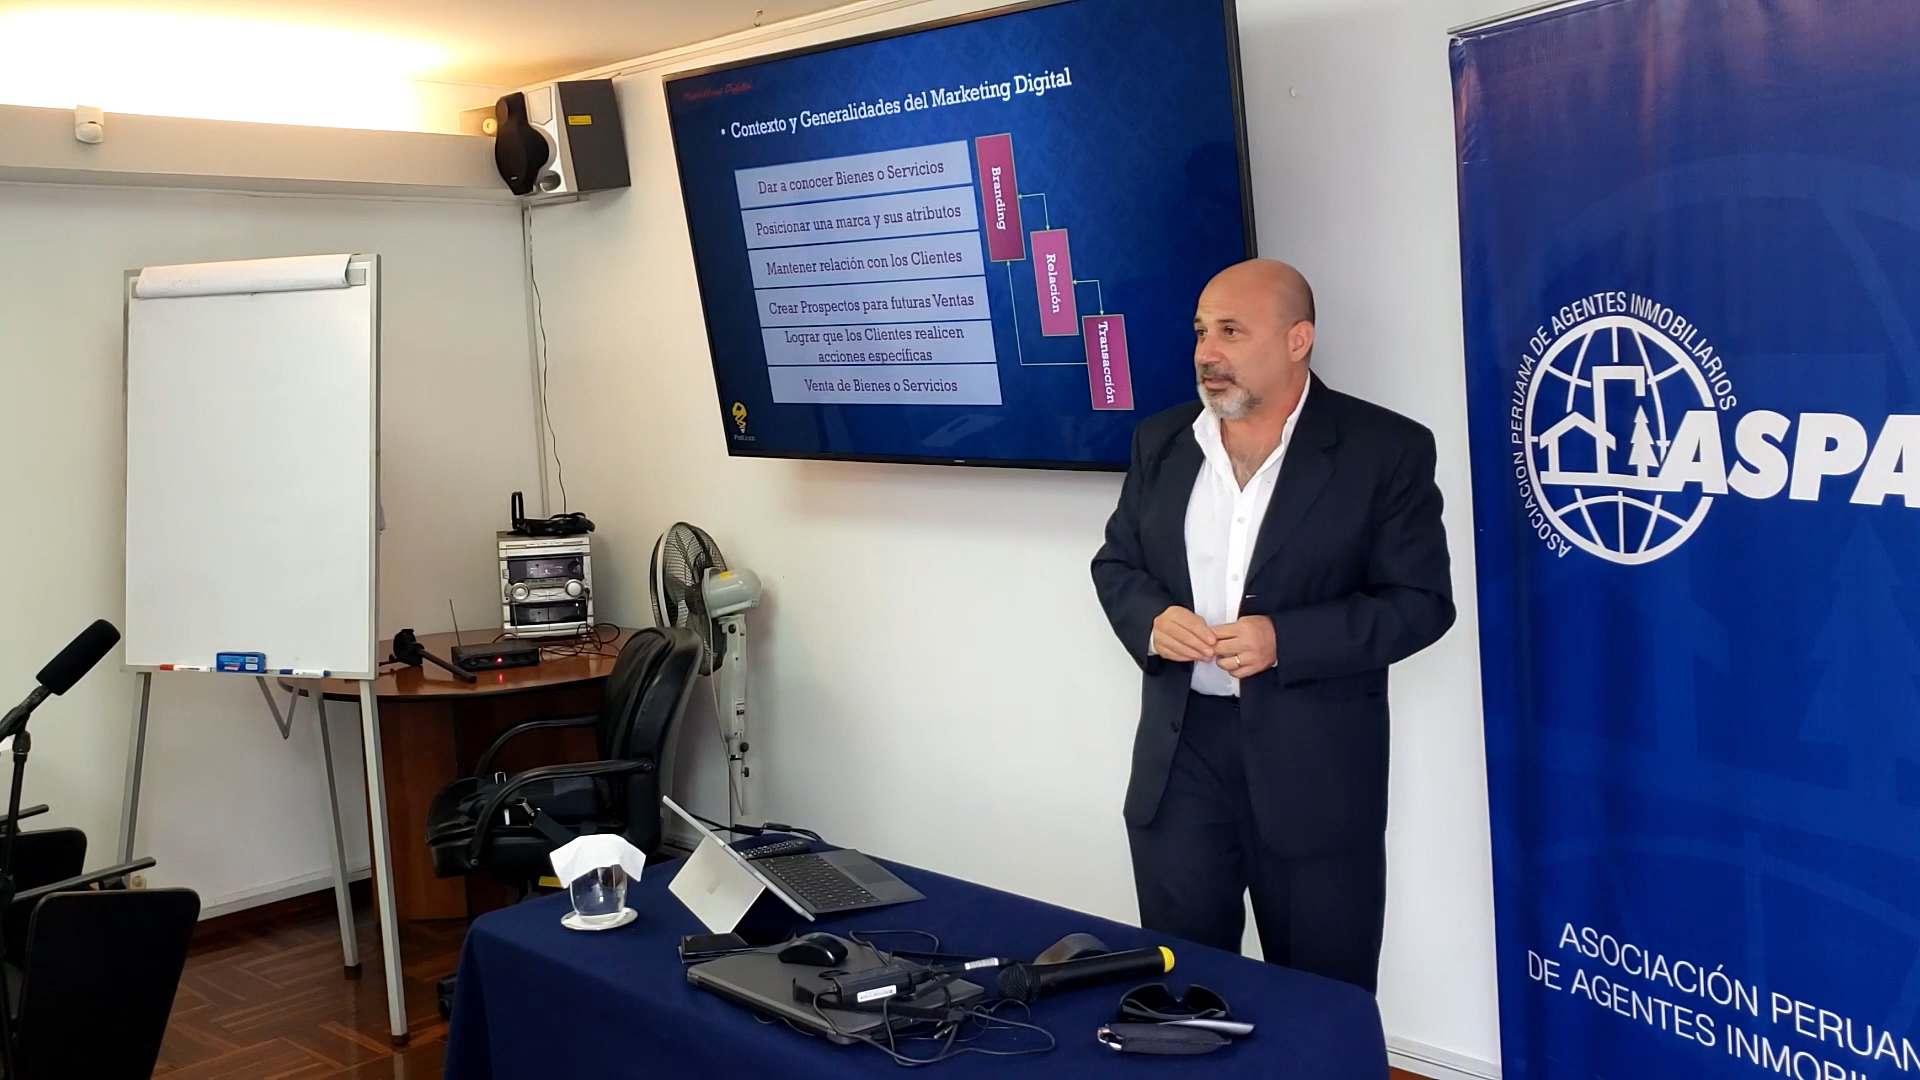 Marketing Digital
• Contexto y Generalidades del Marketing Digital
Dar a conocer Bienes o Servicios
Posicionar una marca y sus atributos
Mantener relación con los Clientes
Crear Prospectos para futuras Ventas
Lograr que los Clientes realicen
acciones específicas
Venta de Bienes o Servicios
Branding
Relación
Transacción
ASOCIACION PERUANA DE AGENTES INMOBILIARIOS
ASPA
ASOCIACIÓN PERUAN
DE AGENTES INMOBI